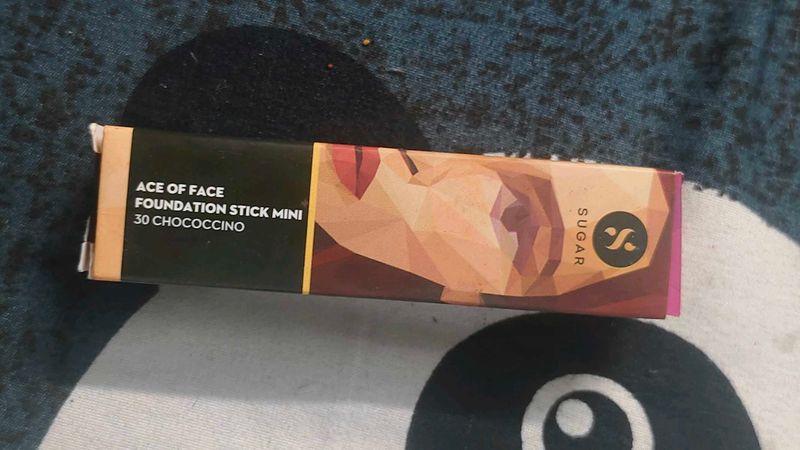 ACE OF FACE
FOUNDATION STICK MINI
30 CHOCOCCINO
SUGAR